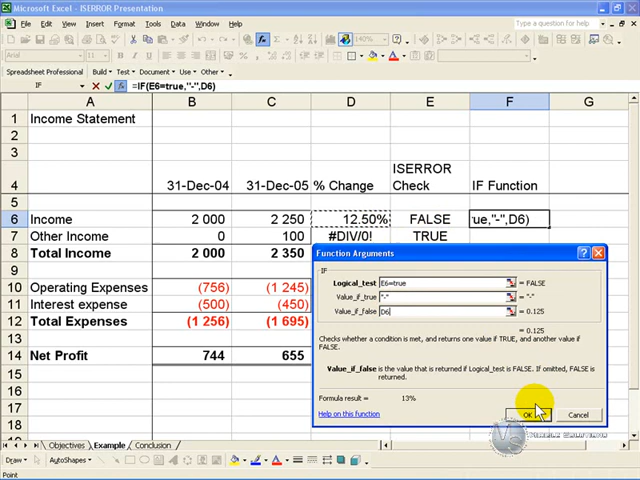 Microsoft Excel - ISERROR Presentation
File Edit View Insert Format Tools Data Window Help Type a question for help
Spreadsheet Professional Build Test Document Use Other
IF =IF(E6=true,"-",D6)
A B C D E F G
1 Income Statement
2
3
4 31-Dec-04 31-Dec-05 % Change ISERROR Check IF Function
5
6 Income 2 000 2 250 12.50% FALSE rue,"-",D6)
7 Other Income 0 100 #DIV/0! TRUE
8 Total Income 2 000 2 350
10 Operating Expenses (756) (1 245)
11 Interest expense (500) (450)
12 Total Expenses (1 256) (1 695)
14 Net Profit 744 655
15
16
17
18
Function Arguments
IF
Logical_test E6=true = FALSE
Value_if_true "-" = "-"
Value_if_false D6 = 0.125
= 0.125
Checks whether a condition is met, and returns one value if TRUE, and another value if
FALSE.
Value_if_false is the value that is returned if Logical_test is FALSE. If omitted, FALSE is
returned.
Formula result = 13%
Help on this function OK Cancel
Objectives Example Conclusion
Draw AutoShapes
Point